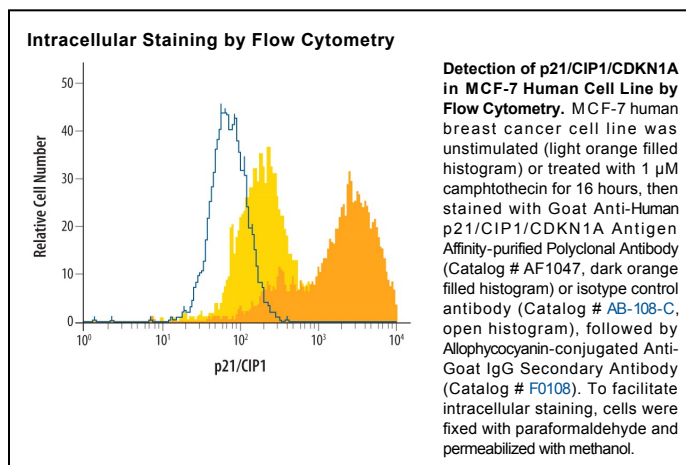 Intracellular Staining by Flow Cytometry
50
40
30
20
10
0
Relative Cell Number
10⁰
10¹
10²
10³
10⁴
p21/CIP1
Detection of p21/CIP1/CDKN1A
in MCF-7 Human Cell Line by
Flow Cytometry. MCF-7 human
breast cancer cell line was
unstimulated (light orange filled
histogram) or treated with 1 µM
camphtothecin for 16 hours, then
stained with Goat Anti-Human
p21/CIP1/CDKN1A Antigen
Affinity-purified Polyclonal Antibody
(Catalog # AF1047, dark orange
filled histogram) or isotype control
antibody (Catalog # AB-108-C,
open histogram), followed by
Allophycocyanin-conjugated Anti-
Goat IgG Secondary Antibody
(Catalog # F0108). To facilitate
intracellular staining, cells were
fixed with paraformaldehyde and
permeabilized with methanol.